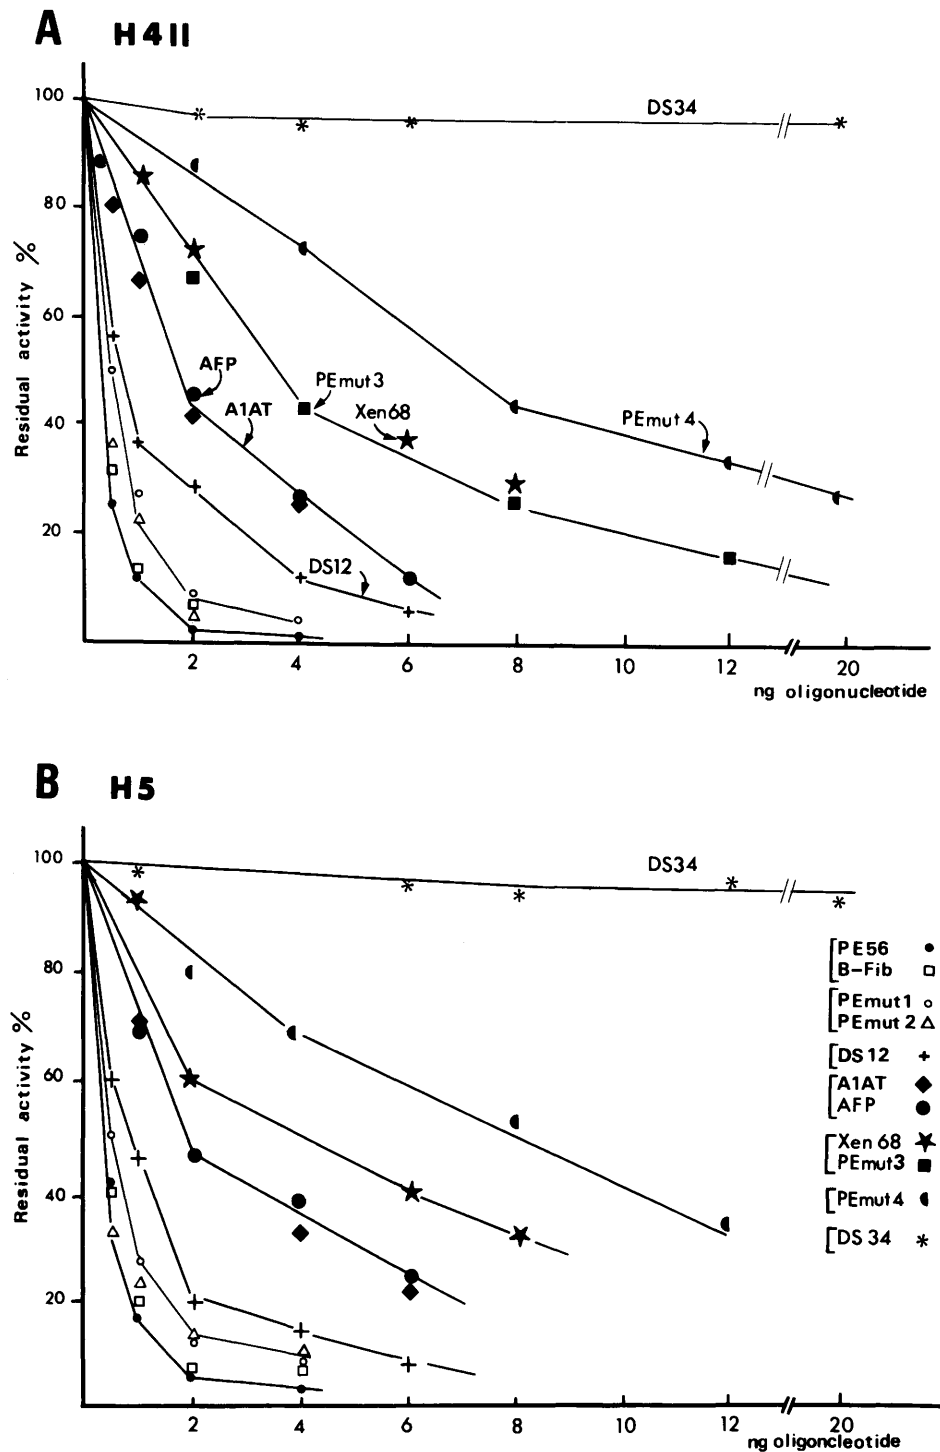 A H4II
100
80
60
40
20
Residual activity %
DS34
AFP
A1AT
PEmut3
Xen68
PEmut 4
DS12
2 4 6 8 10 12 20
ng oligonucleotide
B H5
100
80
60
40
20
Residual activity %
DS34
PE56
B-Fib
PEmut1
PEmut2
DS12
A1AT
AFP
Xen 68
PEmut3
PEmut4
DS 34
2 4 6 8 10 12 20
ng oligoncleotide